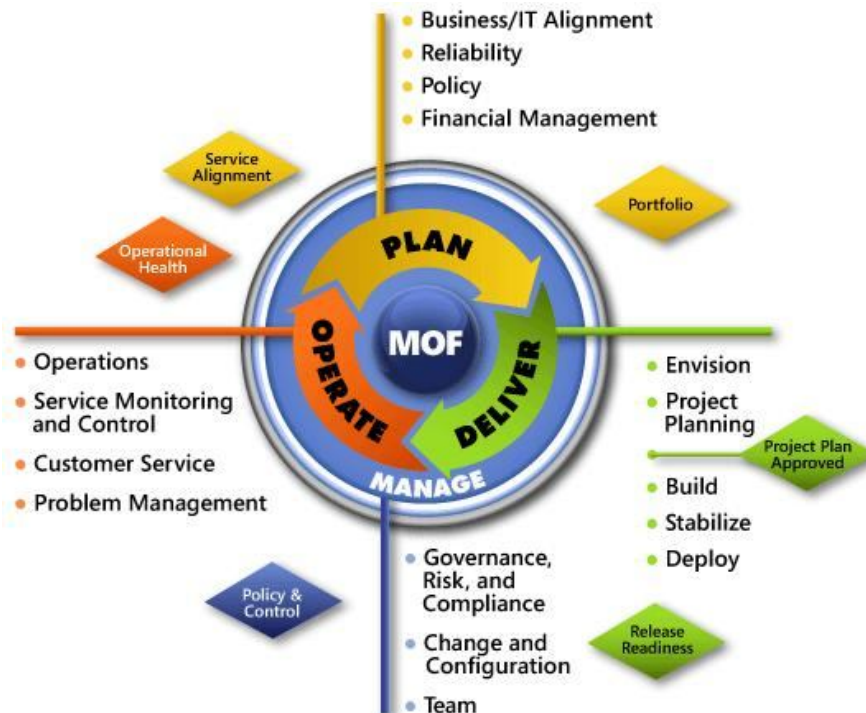 Business/IT Alignment
Reliability
Policy
Financial Management
Service
Alignment
Portfolio
Operational
Health
PLAN
MOF
OPERATE
DELIVER
MANAGE
Operations
Service Monitoring
and Control
Customer Service
Problem Management
Envision
Project
Planning
Project Plan
Approved
Build
Stabilize
Deploy
Policy &
Control
Governance,
Risk, and
Compliance
Change and
Configuration
Team
Release
Readiness